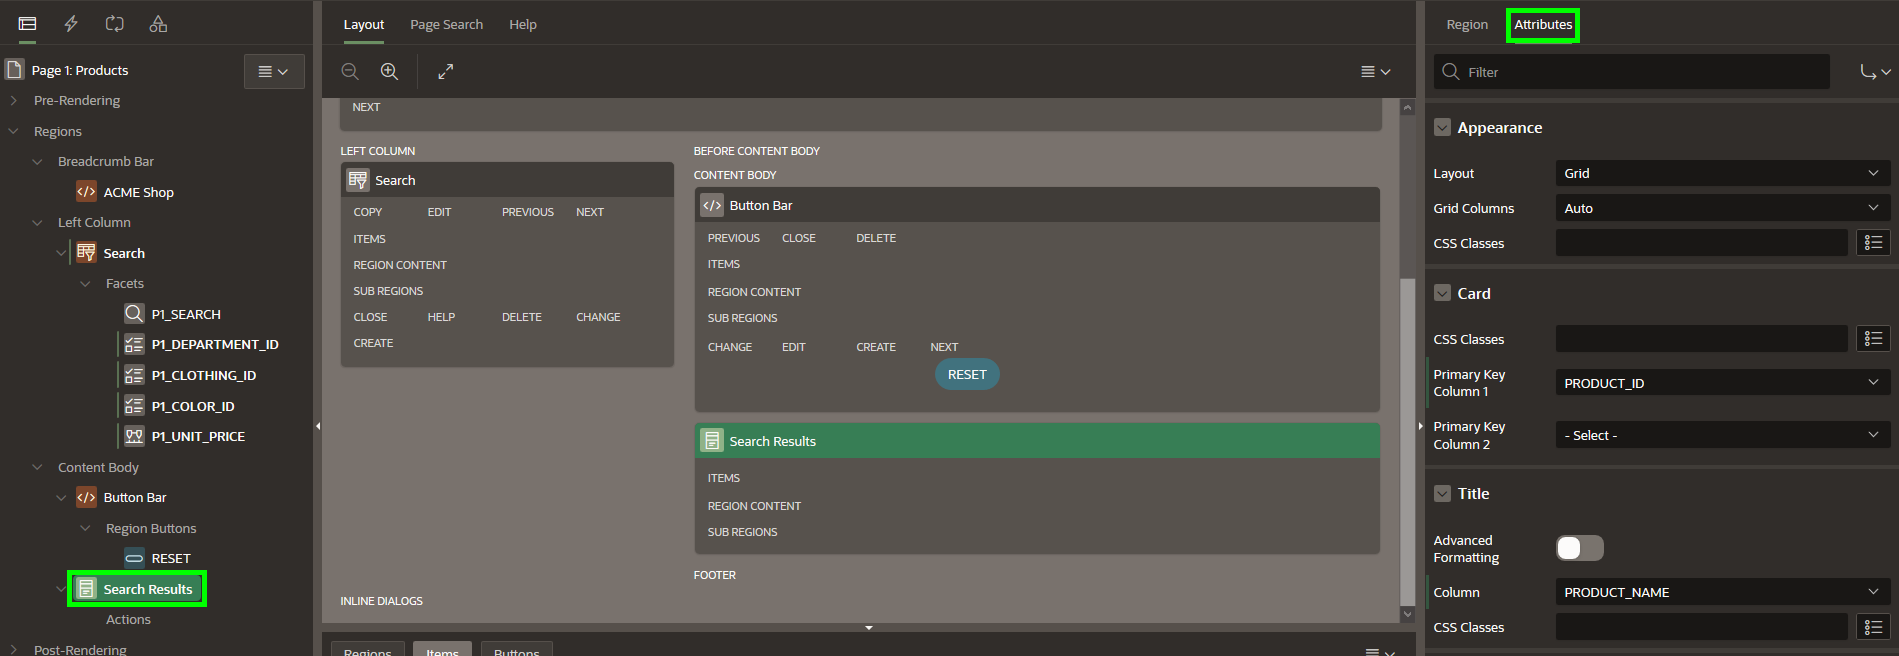 Page 1: Products
Pre-Rendering
Regions
Breadcrumb Bar
ACME Shop
Left Column
Search
Facets
P1_SEARCH
P1_DEPARTMENT_ID
P1_CLOTHING_ID
P1_COLOR_ID
P1_UNIT_PRICE
Content Body
Button Bar
Region Buttons
RESET
Search Results
Actions
Post-Rendering
Layout Page Search Help
NEXT
LEFT COLUMN
Search
COPY EDIT PREVIOUS NEXT
ITEMS
REGION CONTENT
SUB REGIONS
CLOSE HELP DELETE CHANGE
CREATE
BEFORE CONTENT BODY
CONTENT BODY
Button Bar
PREVIOUS CLOSE DELETE
ITEMS
REGION CONTENT
SUB REGIONS
CHANGE EDIT CREATE NEXT
RESET
Search Results
ITEMS
REGION CONTENT
SUB REGIONS
FOOTER
INLINE DIALOGS
Regions Items Buttons
Region Attributes
Filter
Appearance
Layout Grid
Grid Columns Auto
CSS Classes
Card
CSS Classes
Primary Key
Column 1 PRODUCT_ID
Primary Key
Column 2 - Select -
Title
Advanced
Formatting
Column PRODUCT_NAME
CSS Classes